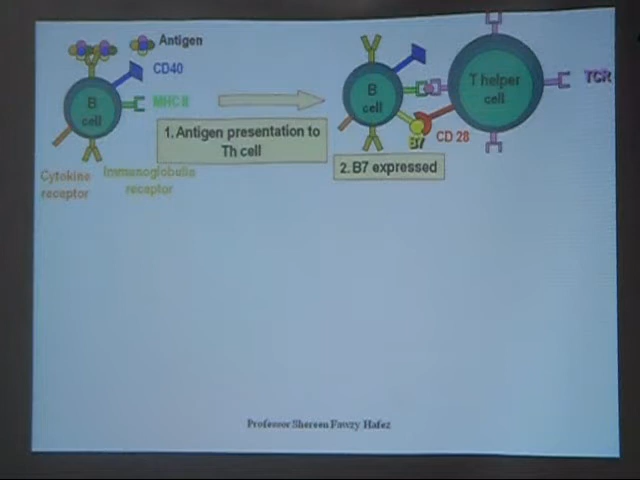 Antigen
CD40
B
cell
MHC II
Cytokine
receptor
Immunoglobulin
receptor
1. Antigen presentation to
Th cell
B
cell
T helper
cell
TCR
B7
CD 28
2. B7 expressed
Professor Shereen Fawzy Hafez